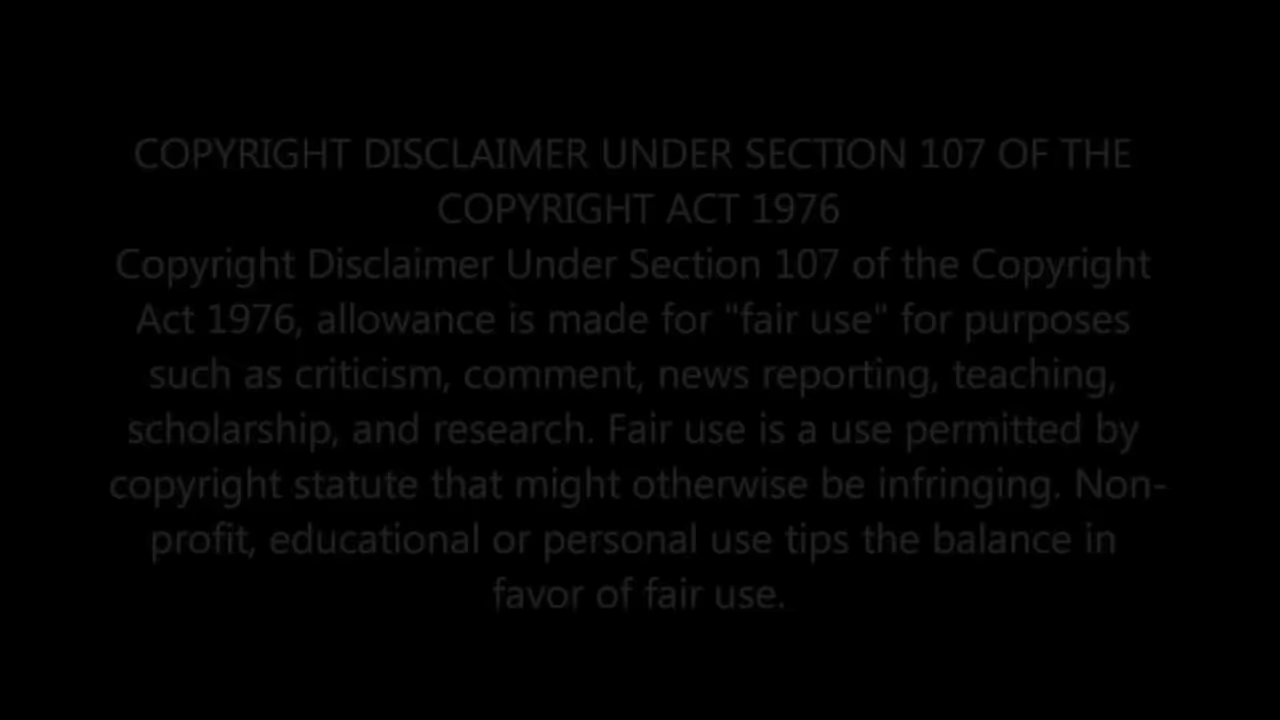 COPYRIGHT DISCLAIMER UNDER SECTION 107 OF THE
COPYRIGHT ACT 1976
Copyright Disclaimer Under Section 107 of the Copyright
Act 1976, allowance is made for "fair use" for purposes
such as criticism, comment, news reporting, teaching,
scholarship, and research. Fair use is a use permitted by
copyright statute that might otherwise be infringing. Non-
profit, educational or personal use tips the balance in
favor of fair use.